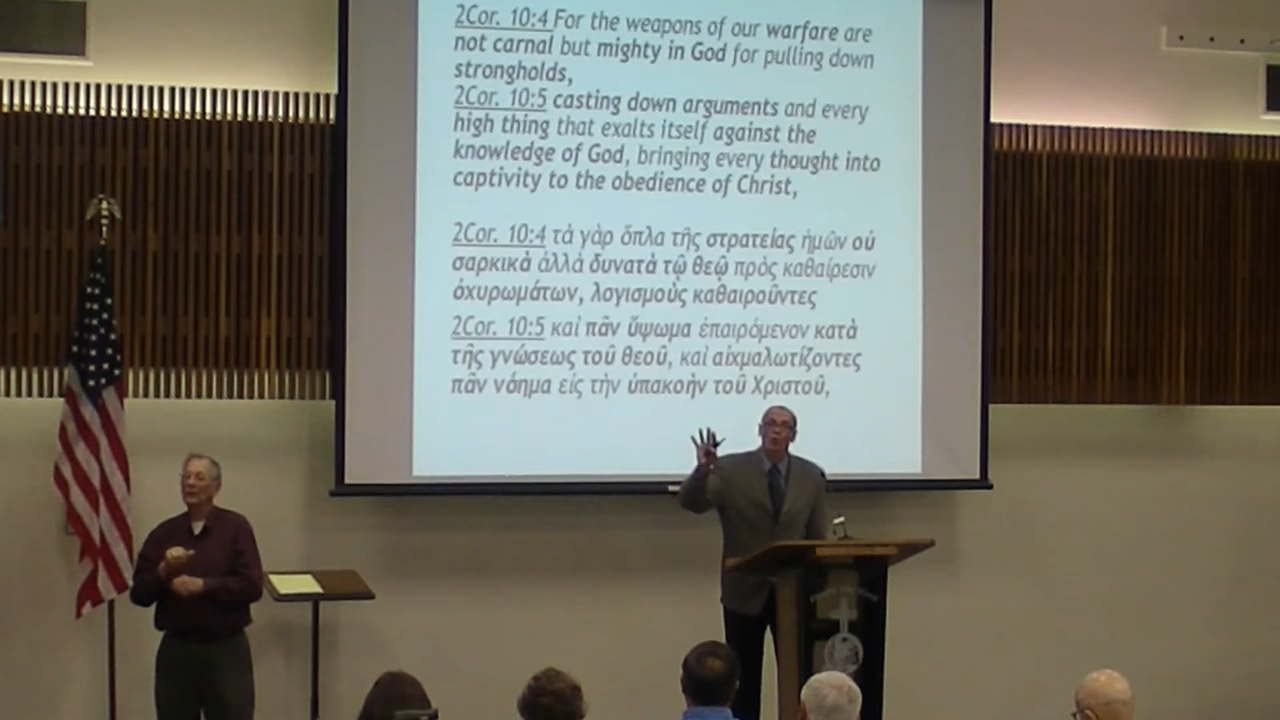 2Cor. 10:4 For the weapons of our warfare are
not carnal but mighty in God for pulling down
strongholds,
2Cor. 10:5 casting down arguments and every
high thing that exalts itself against the
knowledge of God, bringing every thought into
captivity to the obedience of Christ,
2Cor. 10:4 τὰ γὰρ ὅπλα τῆς στρατείας ἡμῶν οὐ
σαρκικὰ ἀλλὰ δυνατὰ τῷ θεῷ πρὸς καθαίρεσιν
ὀχυρωμάτων, λογισμοὺς καθαιροῦντες
2Cor. 10:5 καὶ πᾶν ὕψωμα ἐπαιρόμενον κατὰ
τῆς γνώσεως τοῦ θεοῦ, καὶ αἰχμαλωτίζοντες
πᾶν νόημα εἰς τὴν ὑπακοὴν τοῦ Χριστοῦ,